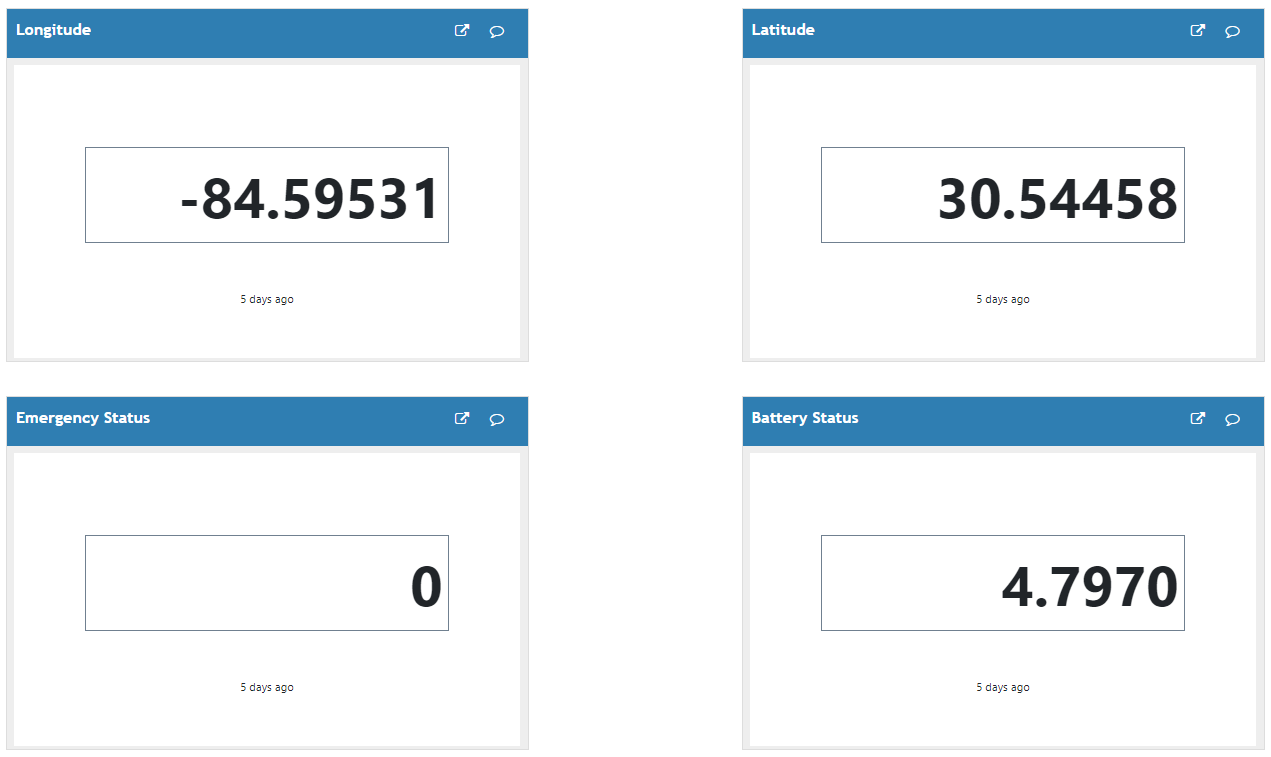 Longitude
Latitude
-84.59531
30.54458
5 days ago
5 days ago
Emergency Status
Battery Status
0
4.7970
5 days ago
5 days ago